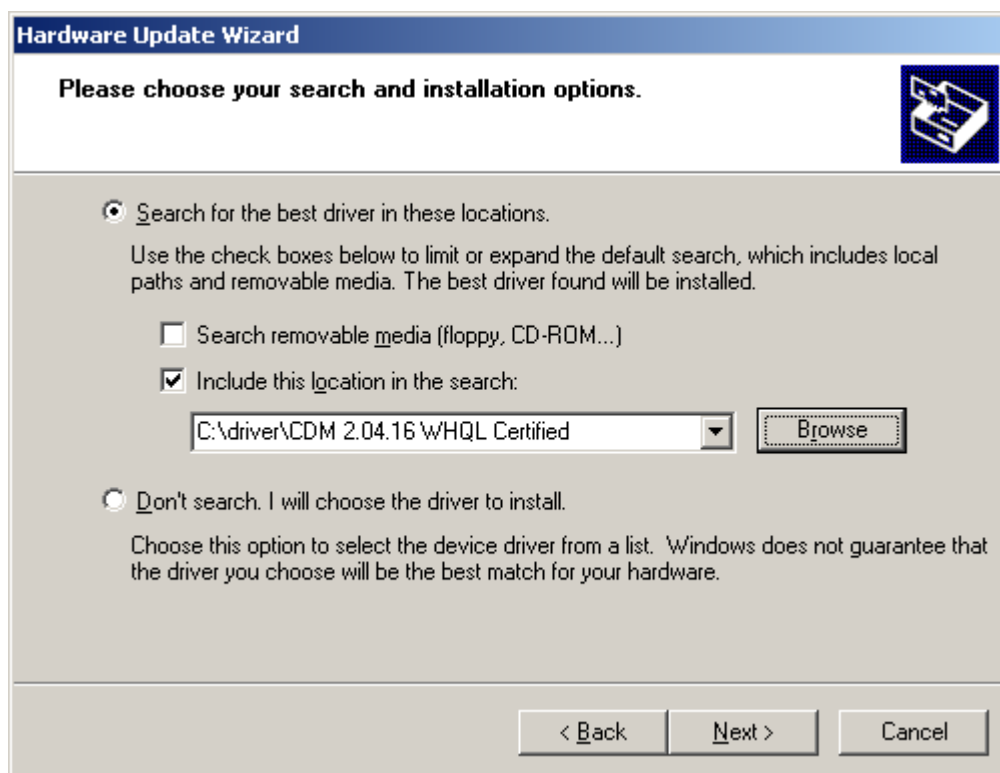 Hardware Update Wizard
Please choose your search and installation options.
Search for the best driver in these locations.
Use the check boxes below to limit or expand the default search, which includes local
paths and removable media. The best driver found will be installed.
Search removable media (floppy, CD-ROM...)
Include this location in the search:
C:\driver\CDM 2.04.16 WHQL Certified
Browse
Don't search. I will choose the driver to install.
Choose this option to select the device driver from a list. Windows does not guarantee that
the driver you choose will be the best match for your hardware.
< Back
Next >
Cancel